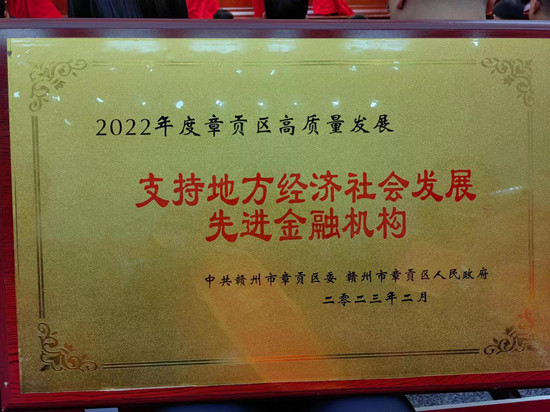 2022年度章贡区高质量发展
支持地方经济社会发展
先进金融机构
中共赣州市章贡区委 赣州市章贡区人民政府
二零二三年二月